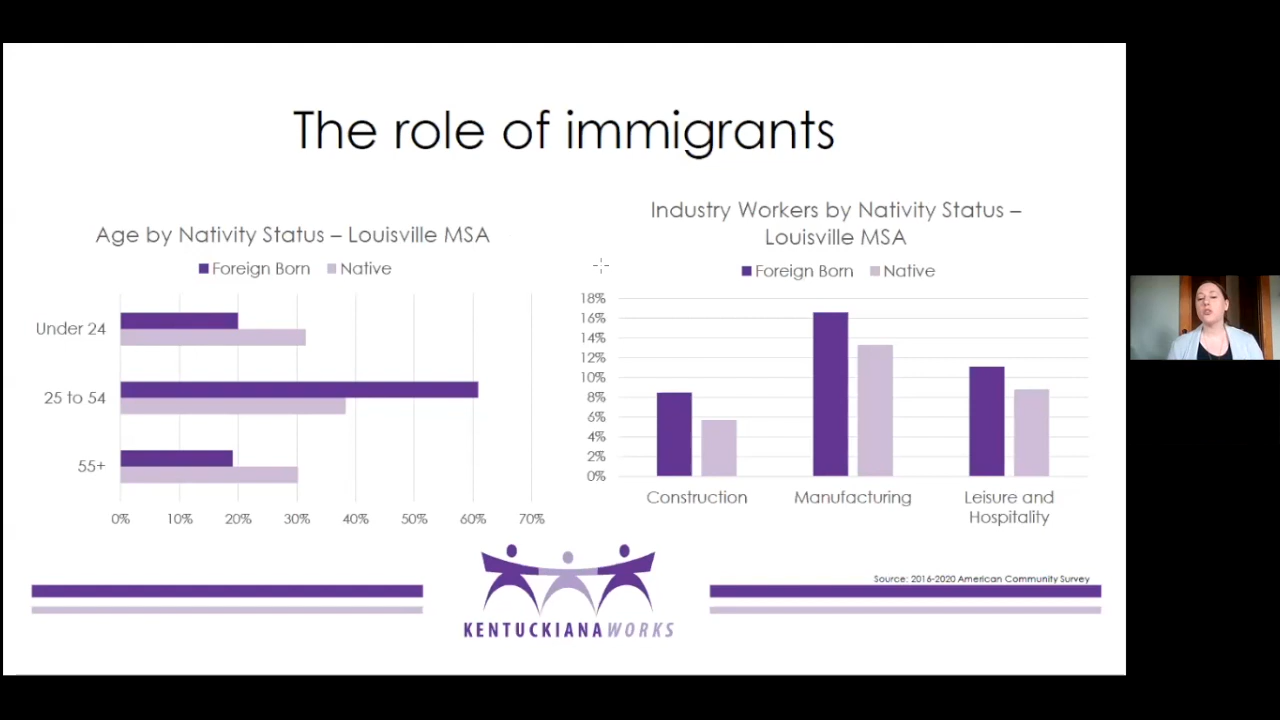 The role of immigrants
Age by Nativity Status – Louisville MSA
Foreign Born Native
Under 24
25 to 54
55+
0% 10% 20% 30% 40% 50% 60% 70%
Industry Workers by Nativity Status –
Louisville MSA
Foreign Born Native
18%
16%
14%
12%
10%
8%
6%
4%
2%
0%
Construction Manufacturing Leisure and
Hospitality
Source: 2016-2020 American Community Survey
KENTUCKIANAWORKS